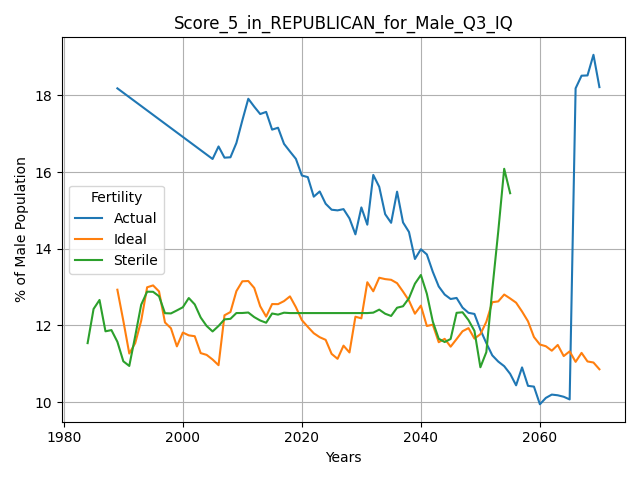 Score_5_in_REPUBLICAN_for_Male_Q3_IQ
% of Male Population
18
16
14
12
10
Fertility
Actual
Ideal
Sterile
1980
2000
2020
2040
2060
Years